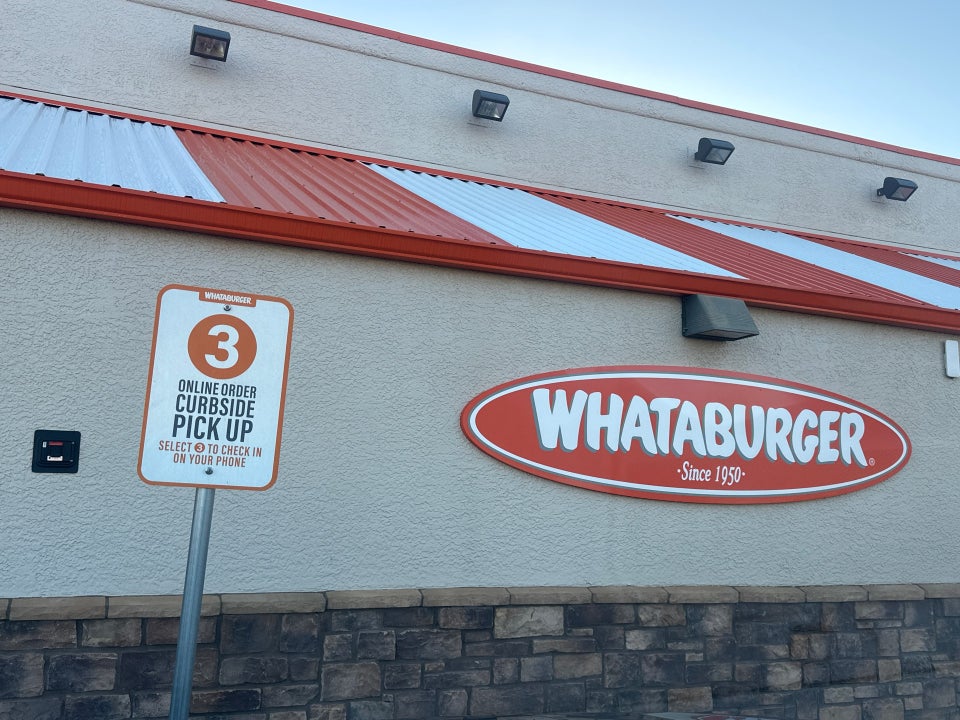 WHATABURGER
3
ONLINE ORDER
CURBSIDE
PICK UP
SELECT 3 TO CHECK IN
ON YOUR PHONE
WHATABURGER®
·Since 1950·